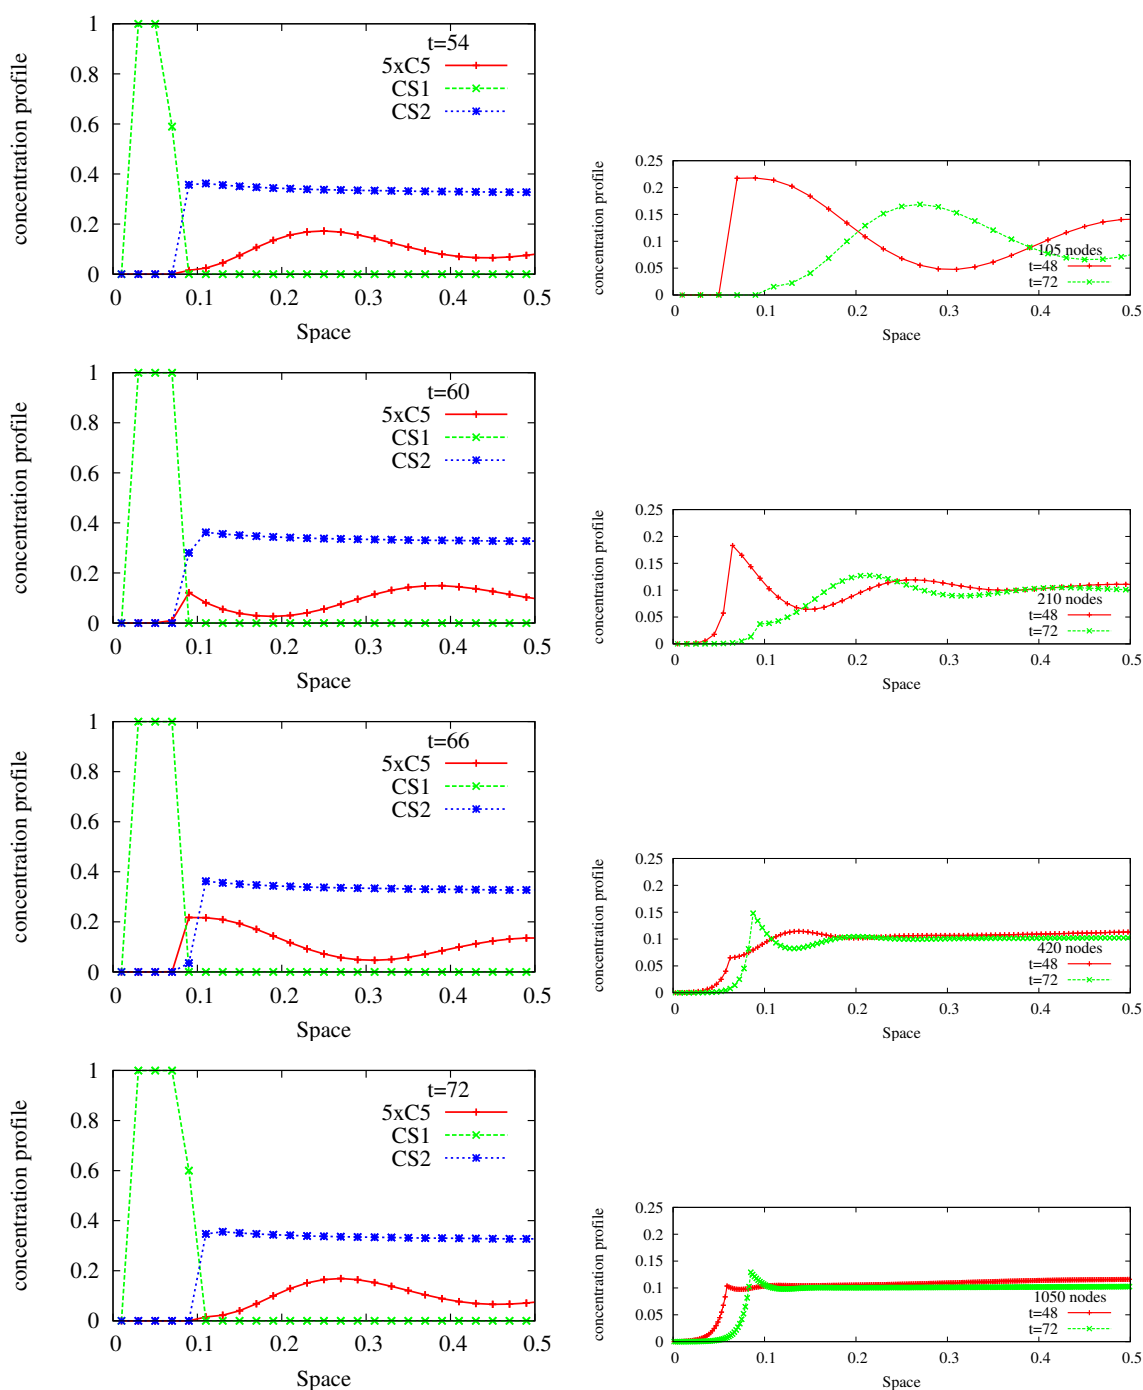 1
0.8
0.6
0.4
0.2
0
concentration profile
t=54
5xC5
CS1
CS2
0 0.1 0.2 0.3 0.4 0.5
Space
0.25
0.2
0.15
0.1
0.05
0
concentration profile
105 nodes
t=48
t=72
0 0.1 0.2 0.3 0.4 0.5
Space
1
0.8
0.6
0.4
0.2
0
concentration profile
t=60
5xC5
CS1
CS2
0 0.1 0.2 0.3 0.4 0.5
Space
0.25
0.2
0.15
0.1
0.05
0
concentration profile
210 nodes
t=48
t=72
0 0.1 0.2 0.3 0.4 0.5
Space
1
0.8
0.6
0.4
0.2
0
concentration profile
t=66
5xC5
CS1
CS2
0 0.1 0.2 0.3 0.4 0.5
Space
0.25
0.2
0.15
0.1
0.05
0
concentration profile
420 nodes
t=48
t=72
0 0.1 0.2 0.3 0.4 0.5
Space
1
0.8
0.6
0.4
0.2
0
concentration profile
t=72
5xC5
CS1
CS2
0 0.1 0.2 0.3 0.4 0.5
Space
0.25
0.2
0.15
0.1
0.05
0
concentration profile
1050 nodes
t=48
t=72
0 0.1 0.2 0.3 0.4 0.5
Space